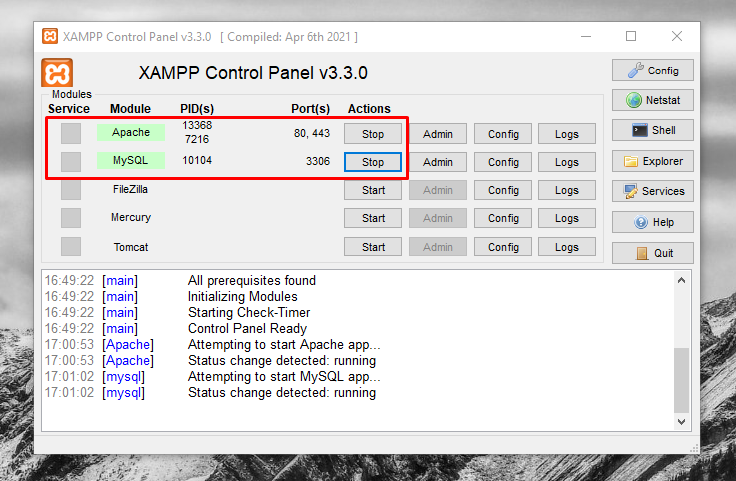 XAMPP Control Panel v3.3.0 [ Compiled: Apr 6th 2021 ]
XAMPP Control Panel v3.3.0
Config
Modules
Service Module PID(s) Port(s) Actions
Netstat
Apache 13368 7216 80, 443 Stop Admin Config Logs
Shell
MySQL 10104 3306 Stop Admin Config Logs
Explorer
FileZilla Start Admin Config Logs
Services
Mercury Start Admin Config Logs
Help
Tomcat Start Admin Config Logs
Quit
16:49:22 [main] All prerequisites found
16:49:22 [main] Initializing Modules
16:49:22 [main] Starting Check-Timer
16:49:22 [main] Control Panel Ready
17:00:53 [Apache] Attempting to start Apache app...
17:00:53 [Apache] Status change detected: running
17:01:02 [mysql] Attempting to start MySQL app...
17:01:02 [mysql] Status change detected: running